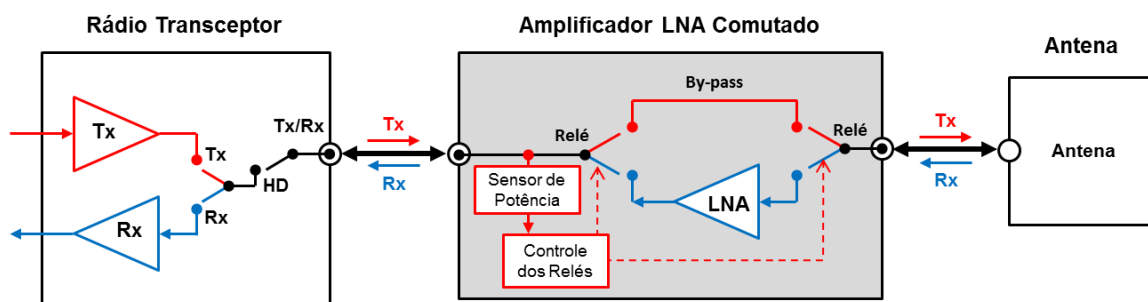 Rádio Transceptor
Amplificador LNA Comutado
Antena
Tx
Tx
HD
Rx
Rx
Tx/Rx
Tx
Rx
By-pass
Relé
Relé
Sensor de
Potência
LNA
Controle
dos Relés
Tx
Rx
Antena